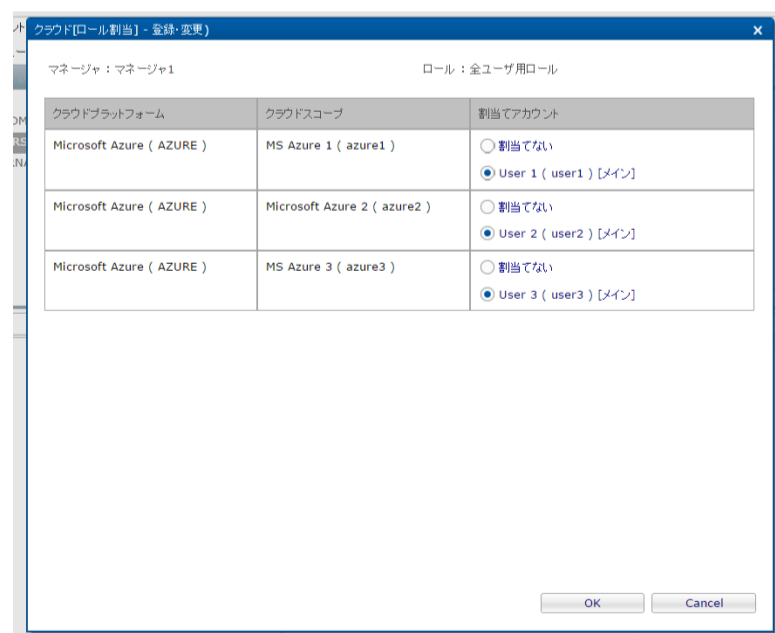 クラウド[ロール割当] - 登録・変更)
マネージャ：マネージャ1 ロール ：全ユーザ用ロール
クラウドプラットフォーム クラウドスコープ 割当てアカウント
Microsoft Azure ( AZURE ) MS Azure 1 ( azure1 ) 割当てない
User 1 ( user1 ) [メイン]
Microsoft Azure ( AZURE ) Microsoft Azure 2 ( azure2 ) 割当てない
User 2 ( user2 ) [メイン]
Microsoft Azure ( AZURE ) MS Azure 3 ( azure3 ) 割当てない
User 3 ( user3 ) [メイン]
OK Cancel